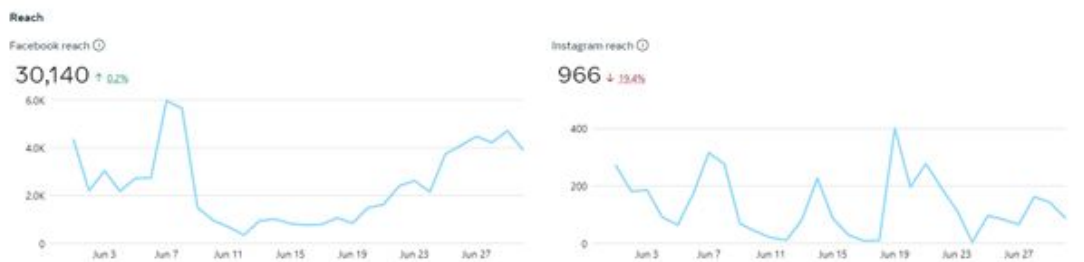 Reach
Facebook reach
30,140 ↑ 0.2%
6.0K
4.0K
2.0K
0
Jun 3 Jun 7 Jun 11 Jun 15 Jun 19 Jun 23 Jun 27
Instagram reach
966 ↓ 19.4%
400
200
0
Jun 3 Jun 7 Jun 11 Jun 15 Jun 19 Jun 23 Jun 27